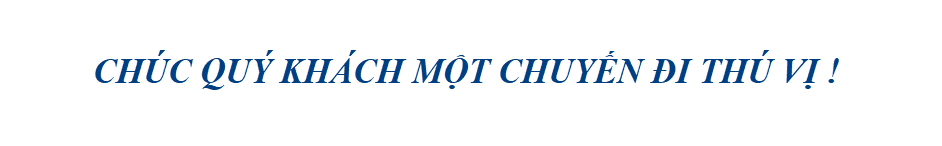 CHÚC QUÝ KHÁCH MỘT CHUYẾN ĐI THÚ VỊ !